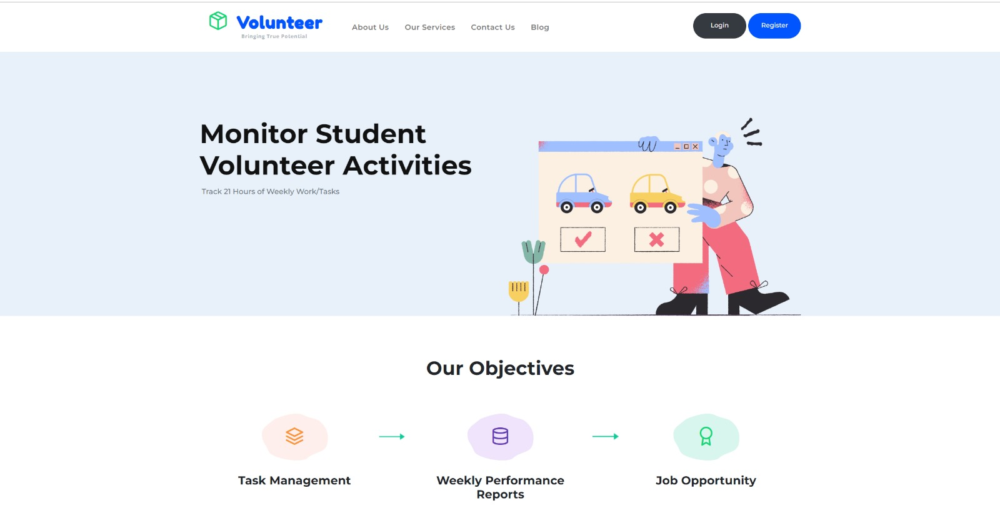 Volunteer
Bringing True Potential
About Us
Our Services
Contact Us
Blog
Login
Register
Monitor Student
Volunteer Activities
Track 21 Hours of Weekly Work/Tasks
Our Objectives
Task Management
Weekly Performance
Reports
Job Opportunity